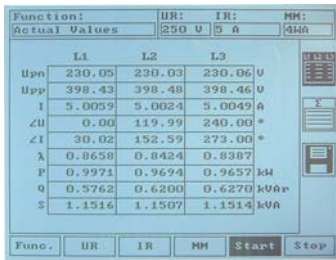 Function: UR: IR: MM:
Actual Values 250 V 5 A 4WA
L1 L2 L3
Upn 230.05 230.03 230.06 V
Upp 398.43 398.48 398.46 V
I 5.0059 5.0024 5.0049 A
∠U 0.00 119.99 240.00 °
∠I 30.02 152.59 273.00 °
λ 0.8658 0.8424 0.8387
P 0.9971 0.9694 0.9657 kW
Q 0.5762 0.6200 0.6270 kVAr
S 1.1516 1.1507 1.1514 kVA
L1 L2 L3
Σ
Func. UR IR MM Start Stop